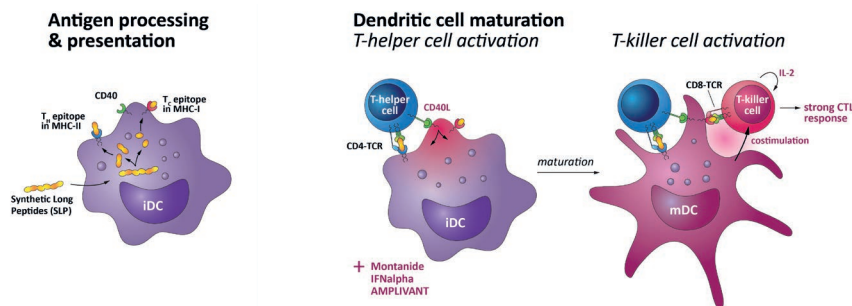 Antigen processing
& presentation
CD40
TC epitope
in MHC-I
TH epitope
in MHC-II
Synthetic Long
Peptides (SLP)
iDC
Dendritic cell maturation
T-helper cell activation
T-helper
cell
CD40L
CD4-TCR
iDC
+ Montanide
IFNalpha
AMPLIVANT
maturation
T-killer cell activation
IL-2
CD8-TCR
T-killer
cell
strong CTL
response
costimulation
mDC